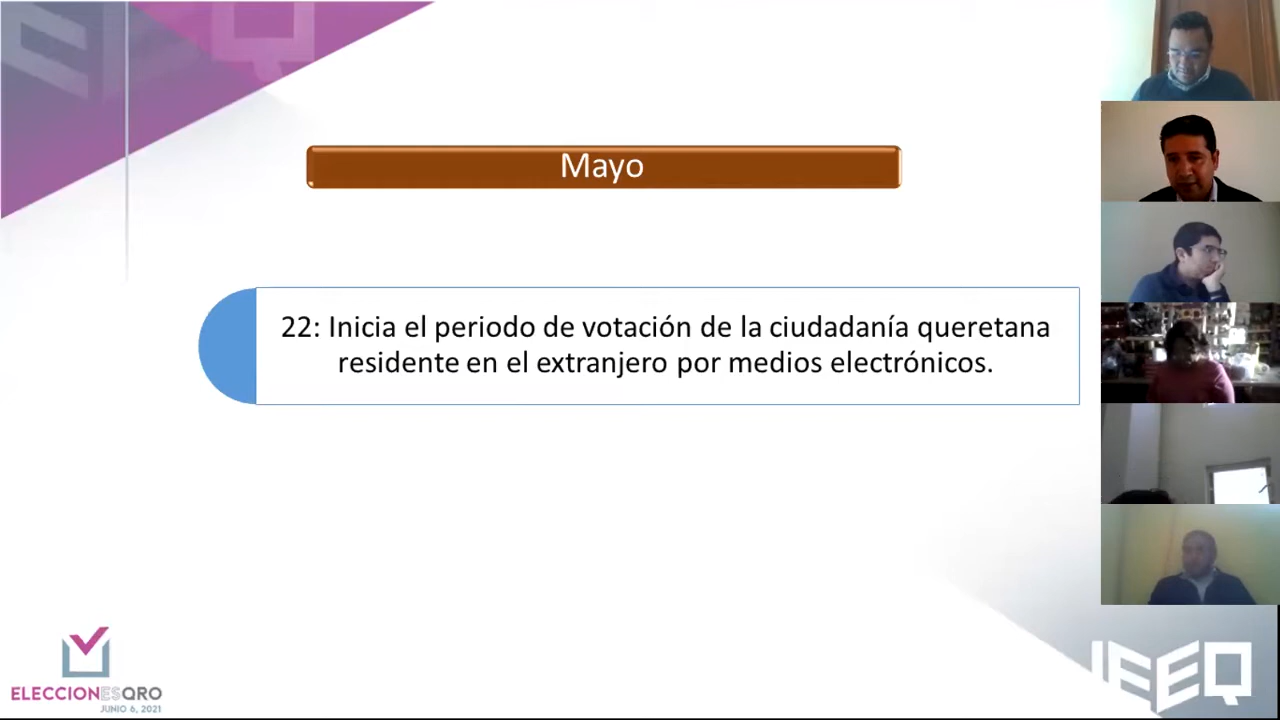 EEQ
Mayo
22: Inicia el periodo de votación de la ciudadanía queretana
residente en el extranjero por medios electrónicos.
ELECCIONESQRO
JUNIO 6, 2021
IEEQ